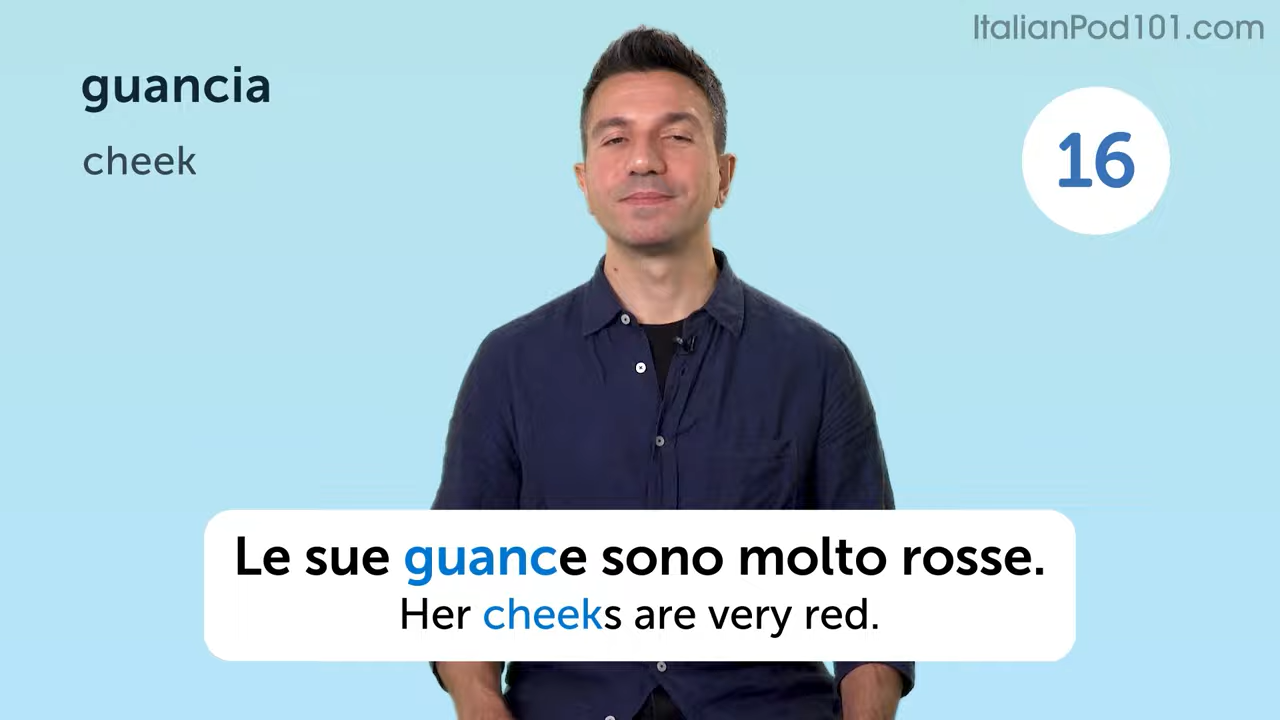 ItalianPod101.com
guancia
cheek
16
Le sue guance sono molto rosse.
Her cheeks are very red.